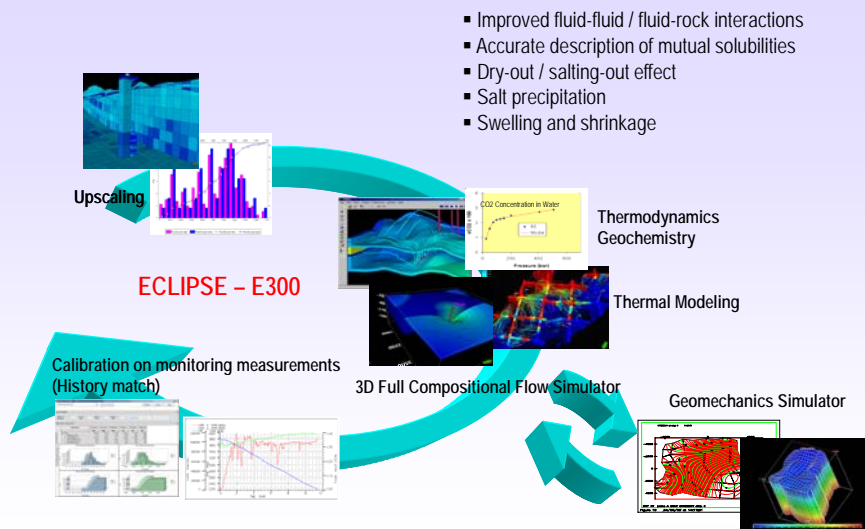 ▪ Improved fluid-fluid / fluid-rock interactions
▪ Accurate description of mutual solubilities
▪ Dry-out / salting-out effect
▪ Salt precipitation
▪ Swelling and shrinkage
Upscaling
CO2 Concentration in Water
Thermodynamics
Geochemistry
ECLIPSE – E300
Thermal Modeling
Calibration on monitoring measurements
(History match)
3D Full Compositional Flow Simulator
Geomechanics Simulator